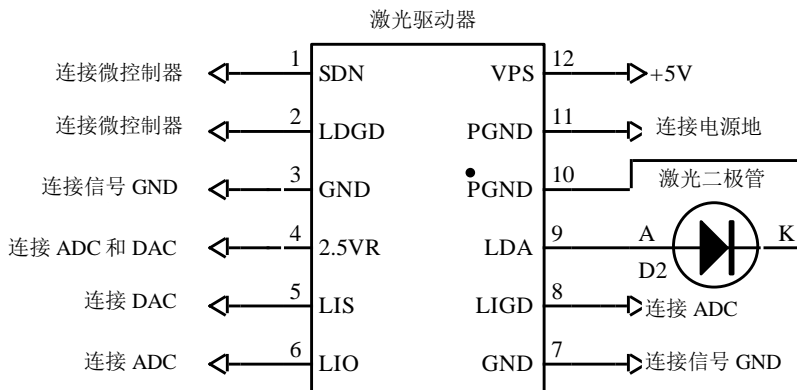 激光驱动器
连接微控制器 1 SDN VPS 12 +5V
连接微控制器 2 LDGD PGND 11 连接电源地
连接信号 GND 3 GND PGND 10 激光二极管
连接 ADC 和 DAC 4 2.5VR LDA 9 A K
D2
连接 DAC 5 LIS LIGD 8 连接 ADC
连接 ADC 6 LIO GND 7 连接信号 GND